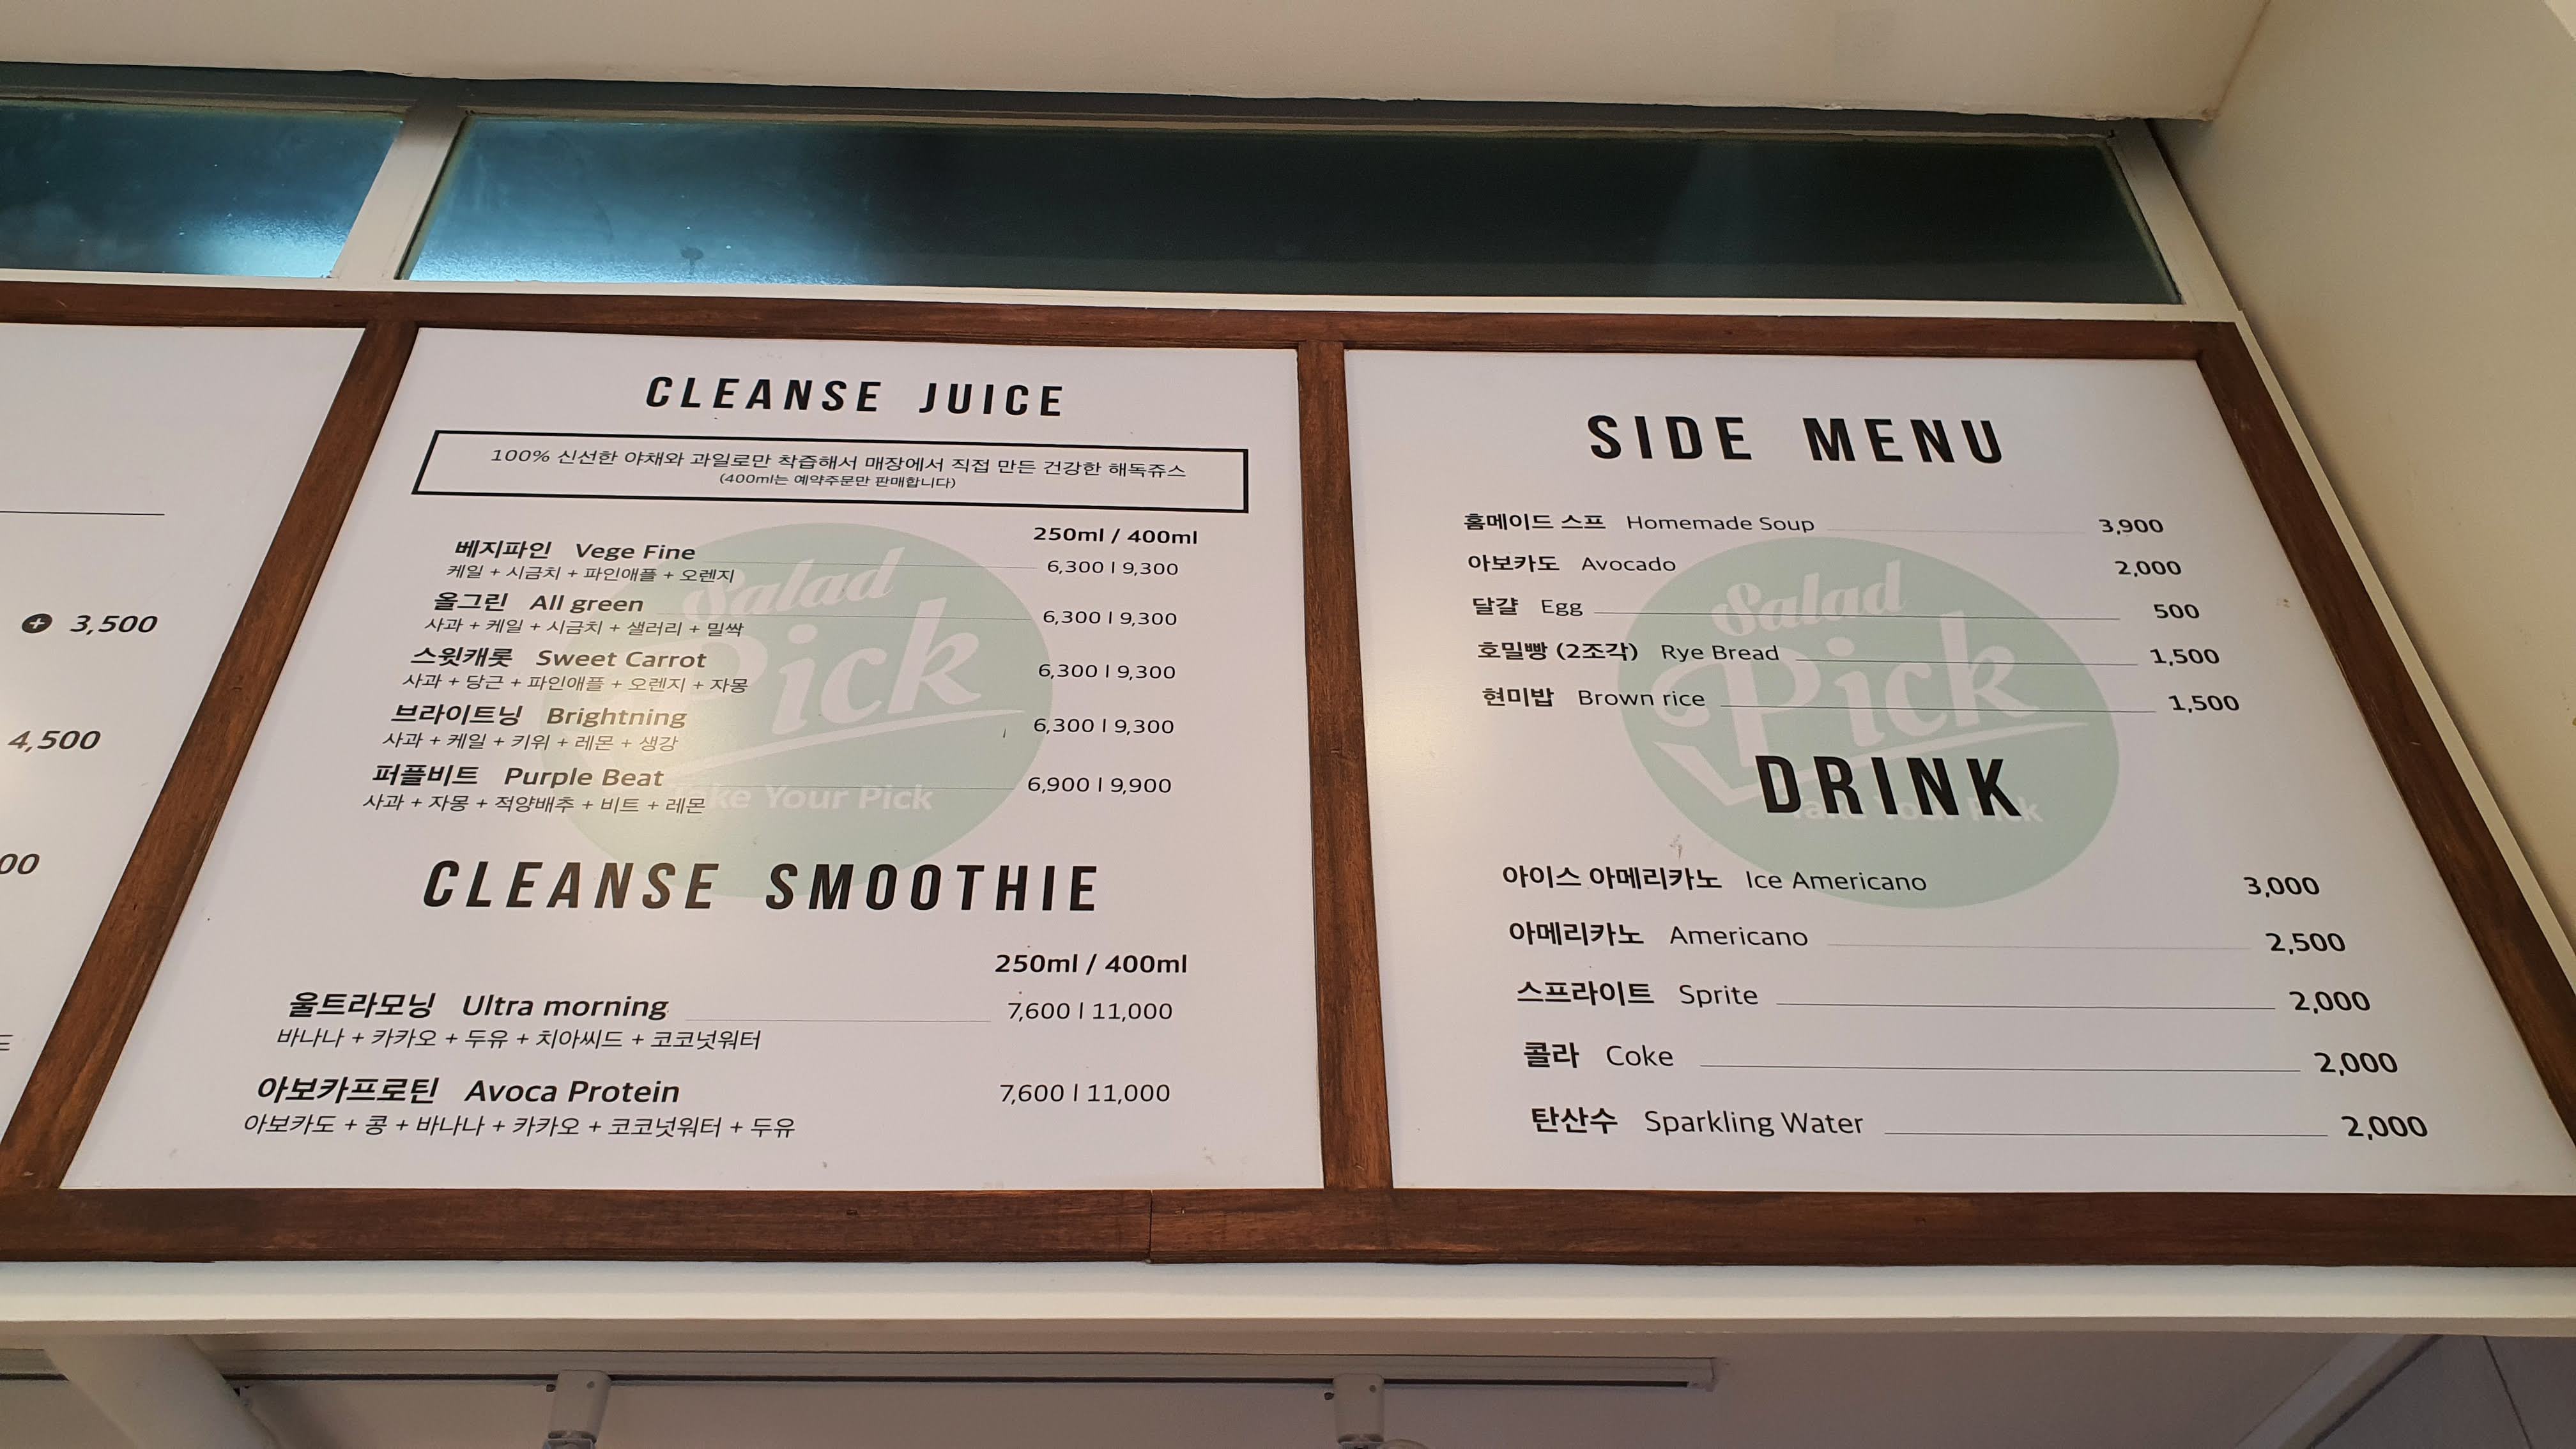 3,500
4,500
00
CLEANSE JUICE
100% 신선한 야채와 과일로만 착즙해서 매장에서 직접 만든 건강한 해독쥬스
(400ml는 예약주문만 판매합니다)
250ml / 400ml
베지파인 Vege Fine 6,300 | 9,300
케일 + 시금치 + 파인애플 + 오렌지
올그린 All green 6,300 | 9,300
사과 + 케일 + 시금치 + 샐러리 + 밀싹
스윗캐롯 Sweet Carrot 6,300 | 9,300
사과 + 당근 + 파인애플 + 오렌지 + 자몽
브라이트닝 Brightning 6,300 | 9,300
사과 + 케일 + 키위 + 레몬 + 생강
퍼플비트 Purple Beat 6,900 | 9,900
사과 + 자몽 + 적양배추 + 비트 + 레몬
Salad
Pick
Take Your Pick
CLEANSE SMOOTHIE
250ml / 400ml
울트라모닝 Ultra morning 7,600 | 11,000
바나나 + 카카오 + 두유 + 치아씨드 + 코코넛워터
아보카프로틴 Avoca Protein 7,600 | 11,000
아보카도 + 콩 + 바나나 + 카카오 + 코코넛워터 + 두유
SIDE MENU
홈메이드 스프 Homemade Soup 3,900
아보카도 Avocado 2,000
달걀 Egg 500
호밀빵 (2조각) Rye Bread 1,500
현미밥 Brown rice 1,500
Salad
Pick
Take Your Pick
DRINK
아이스 아메리카노 Ice Americano 3,000
아메리카노 Americano 2,500
스프라이트 Sprite 2,000
콜라 Coke 2,000
탄산수 Sparkling Water 2,000